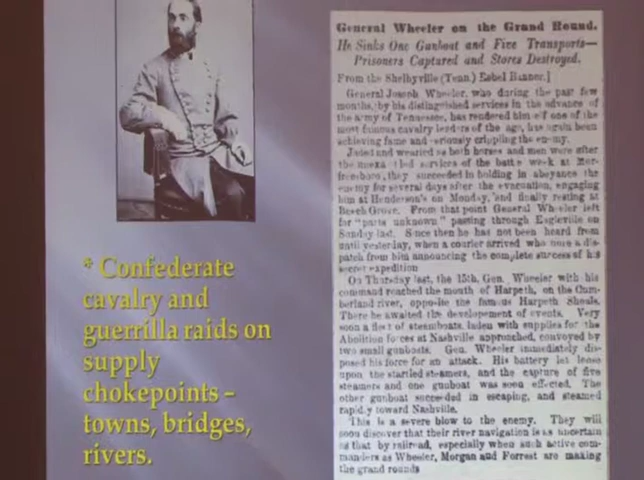 * Confederate
cavalry and
guerrilla raids on
supply
chokepoints –
towns, bridges,
rivers.
General Wheeler on the Grand Round.
He Sinks One Gunboat and Five Transports—
Prisoners Captured and Stores Destroyed.
From the Shelbyville (Tenn.) Rebel Banner.]
General Joseph Wheeler, who during the past few
months, by his distinguished services in the advance of
the army of Tennessee, has rendered himself one of the
most famous cavalry leaders of the age, has again been
achieving fame and seriously crippling the enemy.
Jaded and wearied as both horses and men were after
the services of the battle week at Mur-
freesboro, they succeeded in holding in abeyance the
enemy for several days after the evacuation, engaging
him at Henderson's on Monday, and finally resting at
Beech Grove. From that point General Wheeler left
for "parts unknown" passing through Eagleville on
Sunday last. Since then he has not been heard from
until yesterday, when a courier arrived who bore a dis-
patch from him announcing the complete success of his
secret expedition
On Thursday last, the 15th, Gen. Wheeler with his
command reached the mouth of Harpeth, on the Cum-
berland river, opposite the famous Harpeth Shoals.
There he awaited the development of events. Very
soon a fleet of steamboats, laden with supplies for the
Abolition forces at Nashville approached, convoyed by
two small gunboats. Gen. Wheeler immediately dis-
posed his force for an attack. His battery let loose
upon the startled steamers, and the capture of five
steamers and one gunboat was soon effected. The
other gunboat succeeded in escaping, and steamed
rapidly toward Nashville.
This is a severe blow to the enemy. They will
soon discover that their river navigation is as uncertain
as that by railroad, especially when such active com-
manders as Wheeler, Morgan and Forrest are making
the grand rounds